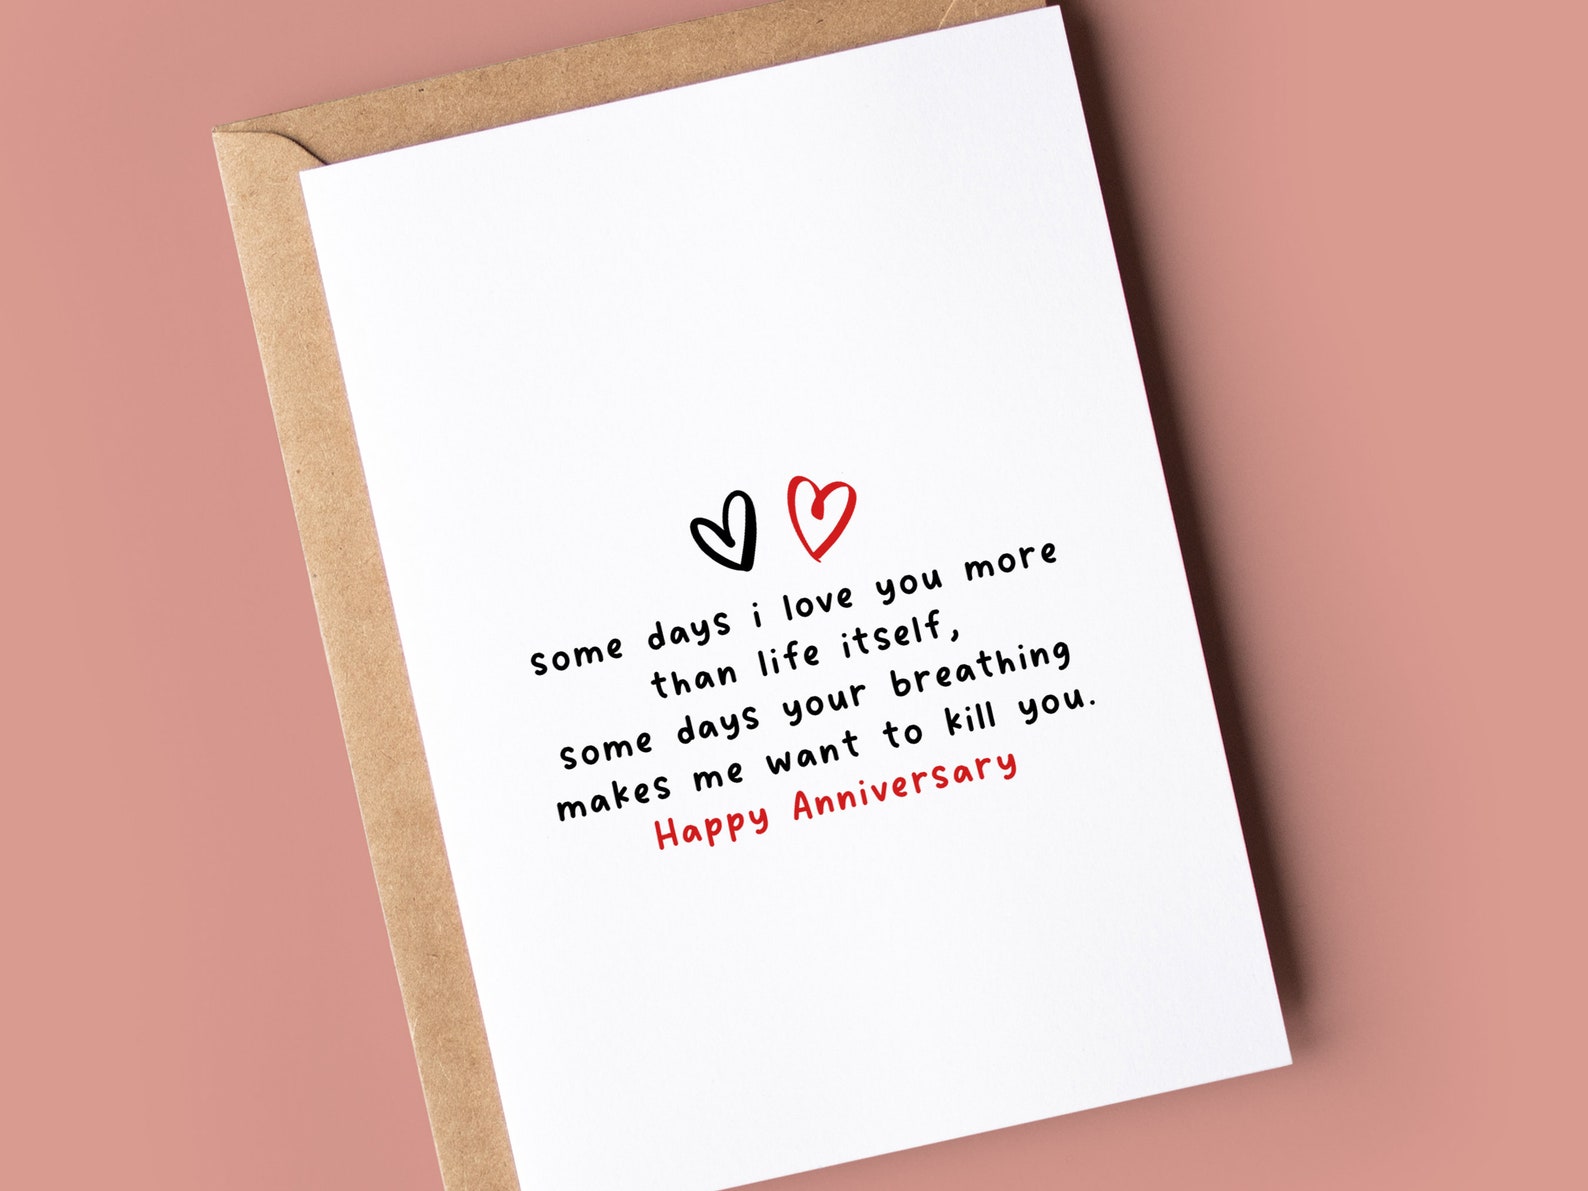 some days i love you more
than life itself,
some days your breathing
makes me want to kill you.
Happy Anniversary